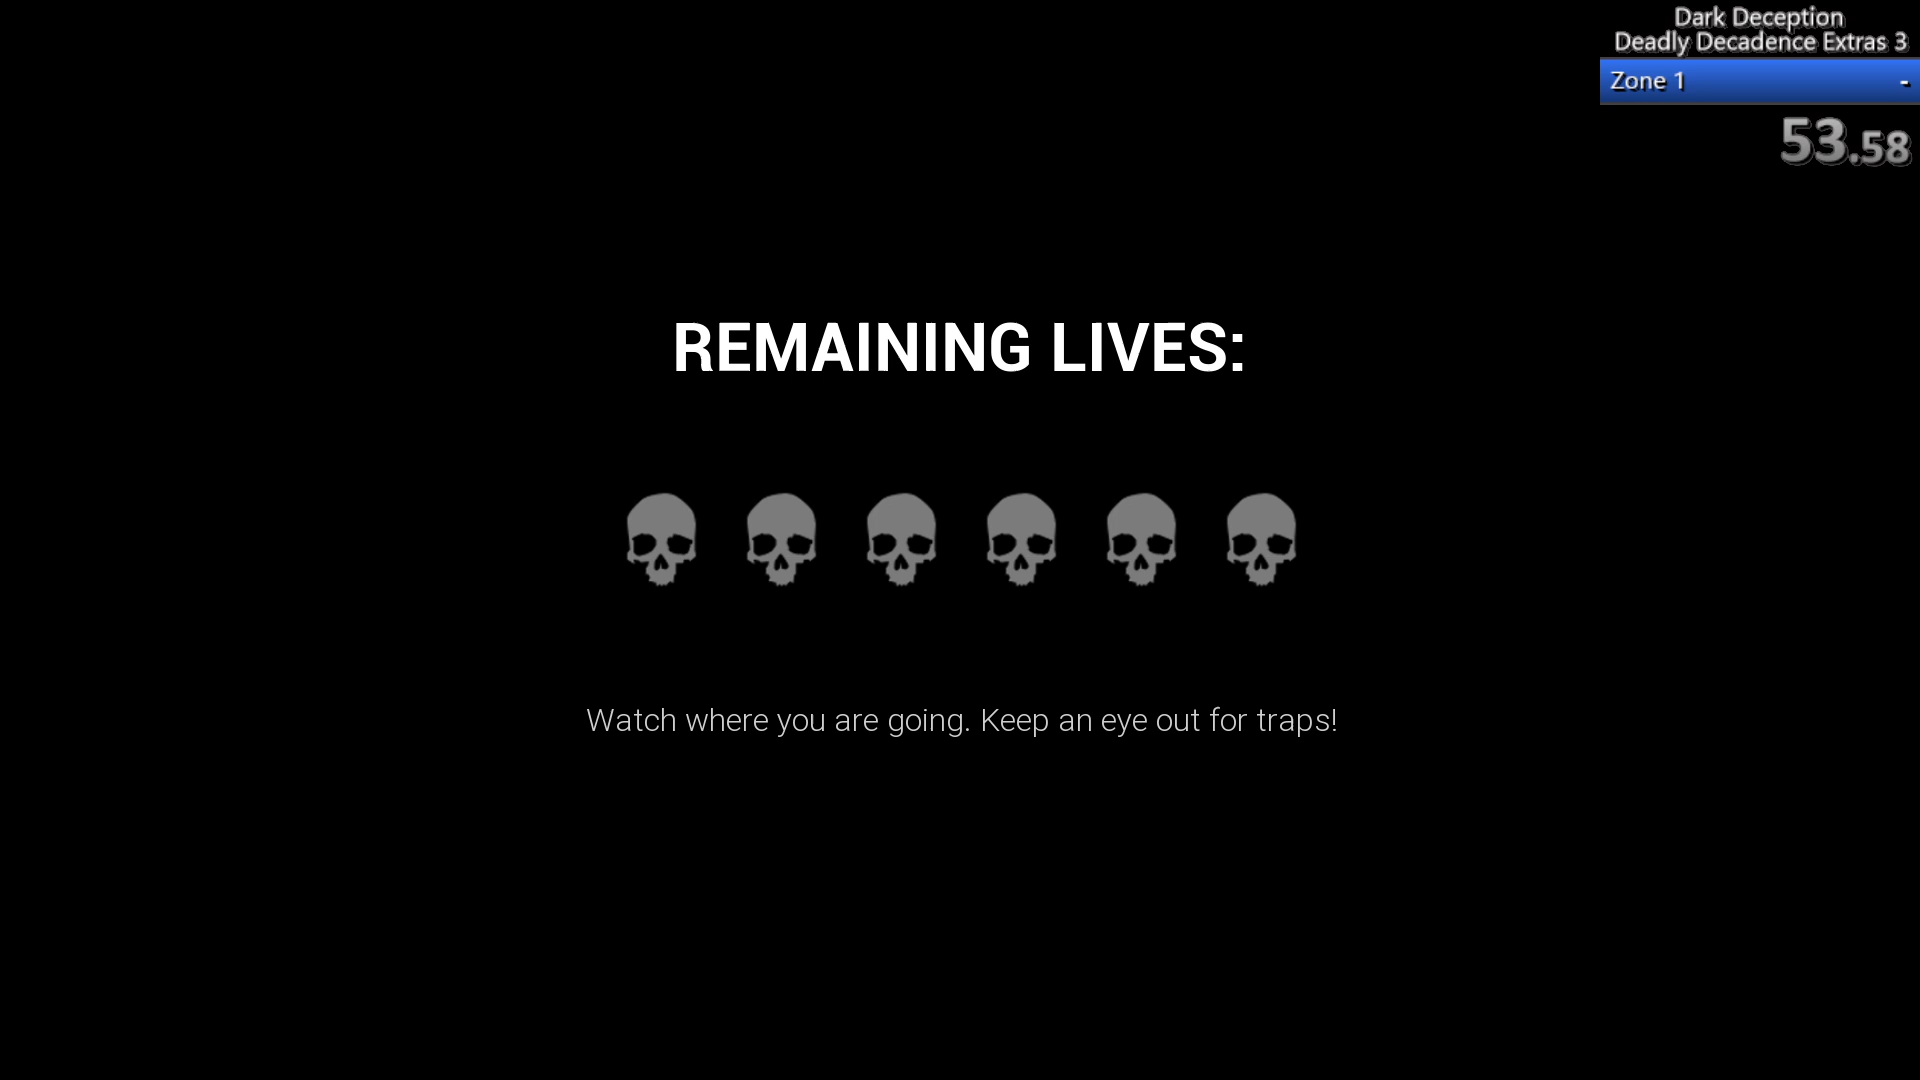 Dark Deception
Deadly Decadence Extras 3
Zone 1 -
53.58
REMAINING LIVES:
Watch where you are going. Keep an eye out for traps!